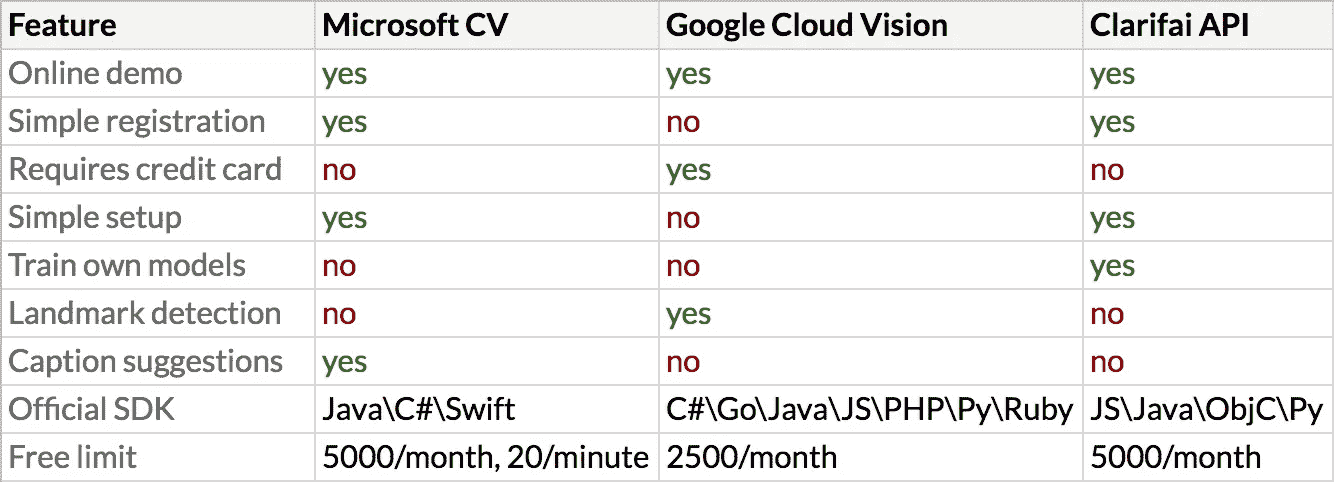 Feature Microsoft CV Google Cloud Vision Clarifai API
Online demo yes yes yes
Simple registration yes no yes
Requires credit card no yes no
Simple setup yes no yes
Train own models no no yes
Landmark detection no yes no
Caption suggestions yes no no
Official SDK Java\C#\Swift C#\Go\Java\JS\PHP\Py\Ruby JS\Java\ObjC\Py
Free limit 5000/month, 20/minute 2500/month 5000/month